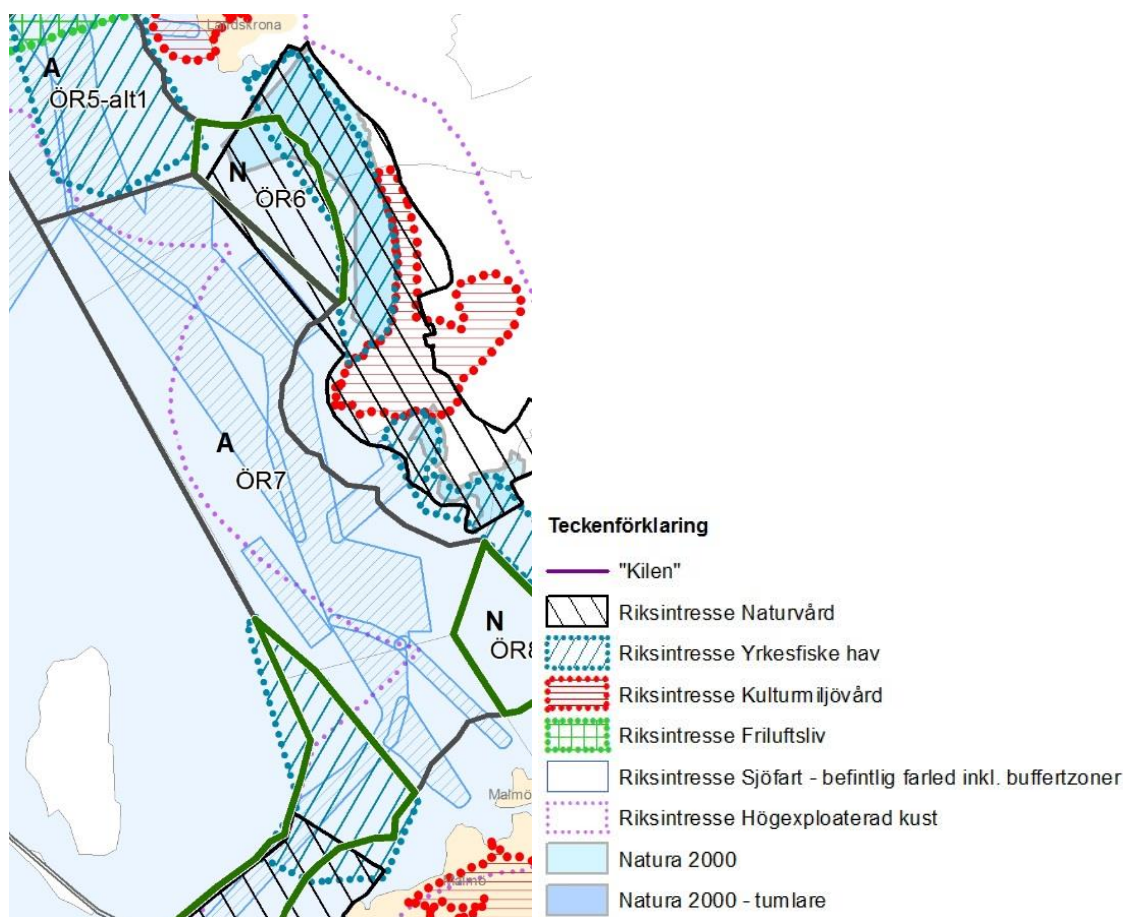 Landskrona
A
ÖR5-alt1
N
ÖR6
A
ÖR7
N
ÖR8
Malmö
Malmö
Teckenförklaring
"Kilen"
Riksintresse Naturvård
Riksintresse Yrkesfiske hav
Riksintresse Kulturmiljövård
Riksintresse Friluftsliv
Riksintresse Sjöfart - befintlig farled inkl. buffertzoner
Riksintresse Högexploaterad kust
Natura 2000
Natura 2000 - tumlare